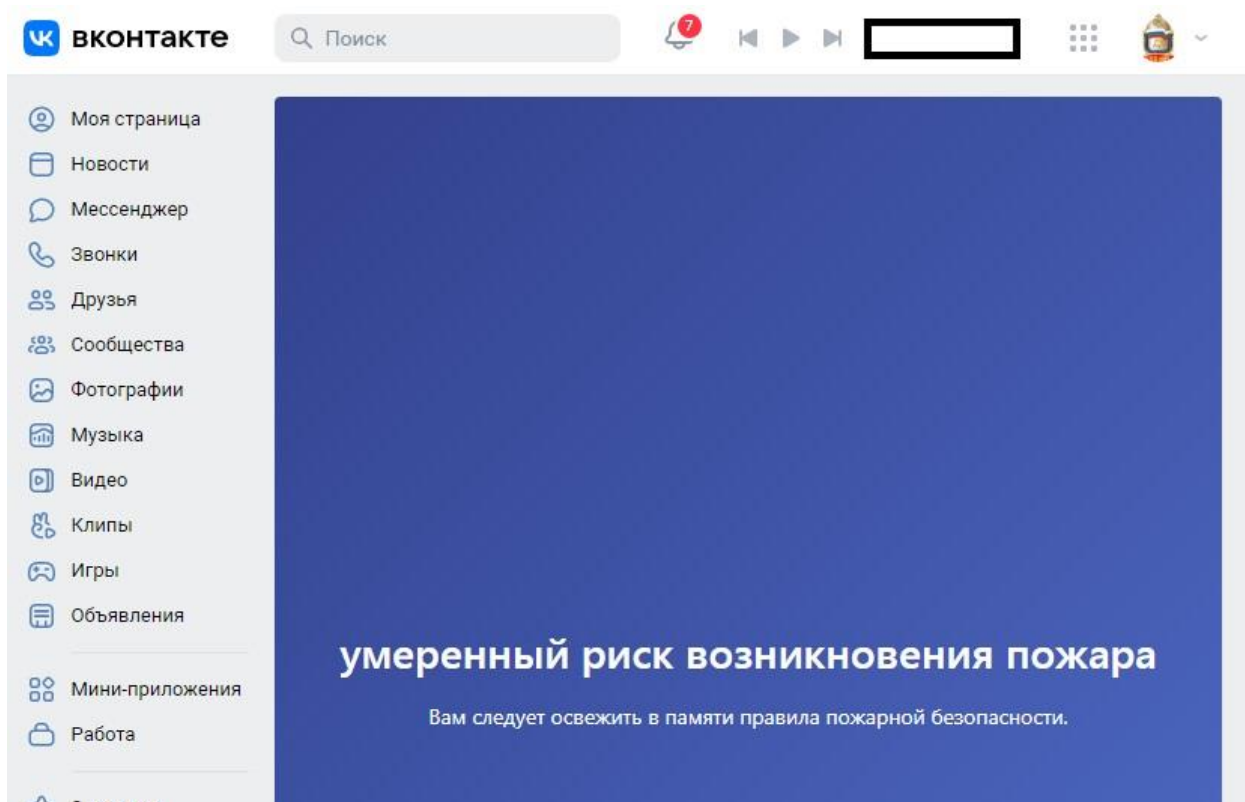 вконтакте
Поиск
7
Моя страница
Новости
Мессенджер
Звонки
Друзья
Сообщества
Фотографии
Музыка
Видео
Клипы
Игры
Объявления
Мини-приложения
Работа
умеренный риск возникновения пожара
Вам следует освежить в памяти правила пожарной безопасности.